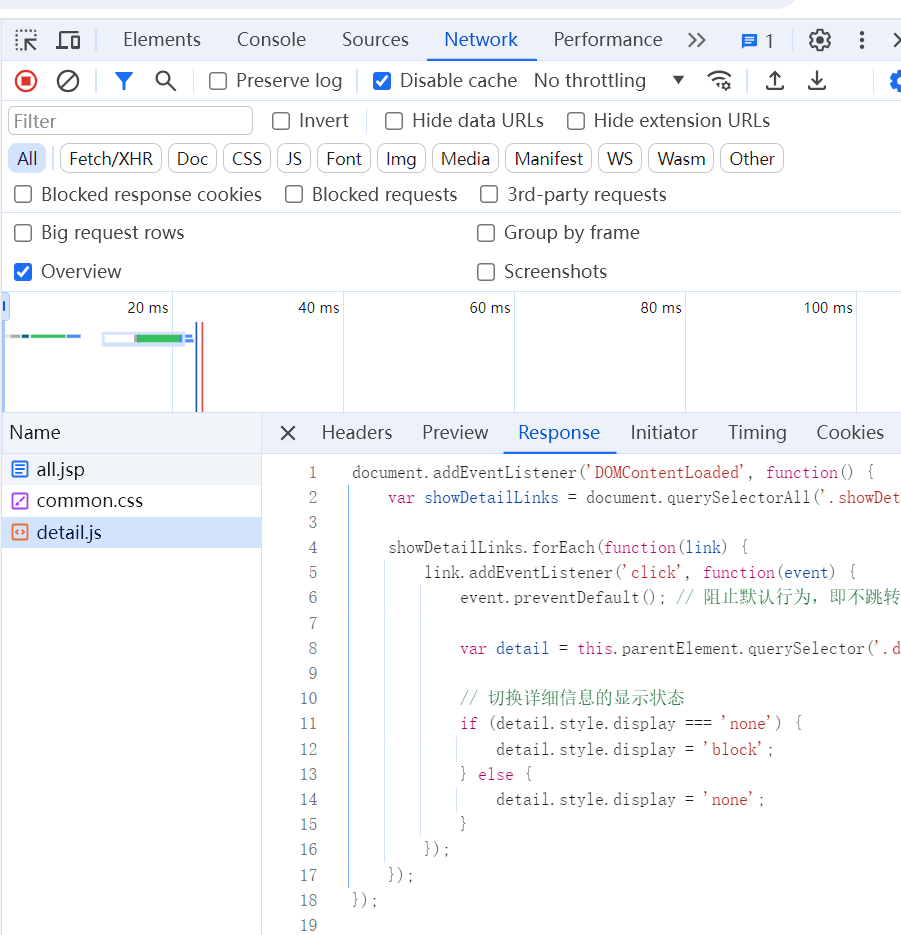 Elements Console Sources Network Performance 1
Preserve log Disable cache No throttling
Filter Invert Hide data URLs Hide extension URLs
All Fetch/XHR Doc CSS JS Font Img Media Manifest WS Wasm Other
Blocked response cookies Blocked requests 3rd-party requests
Big request rows Group by frame
Overview Screenshots
20 ms 40 ms 60 ms 80 ms 100 ms
Name Headers Preview Response Initiator Timing Cookies
all.jsp
common.css
detail.js
1 document.addEventListener('DOMContentLoaded', function() {
2 var showDetailLinks = document.querySelectorAll('.showDet
3
4 showDetailLinks.forEach(function(link) {
5 link.addEventListener('click', function(event) {
6 event.preventDefault(); // 阻止默认行为，即不跳转
7
8 var detail = this.parentElement.querySelector('.d
9
10 // 切换详细信息的显示状态
11 if (detail.style.display === 'none') {
12 detail.style.display = 'block';
13 } else {
14 detail.style.display = 'none';
15 }
16 });
17 });
18 });
19